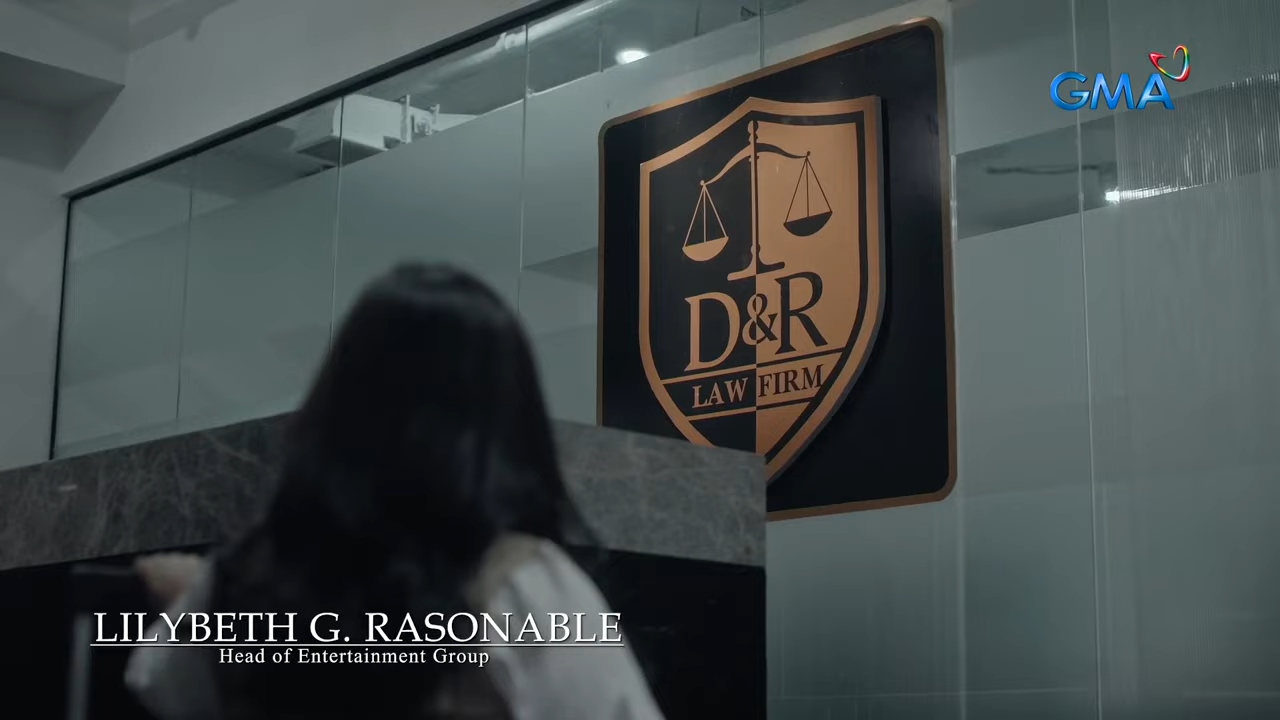 GMA
D&R
LAW FIRM
LILYBETH G. RASONABLE
Head of Entertainment Group